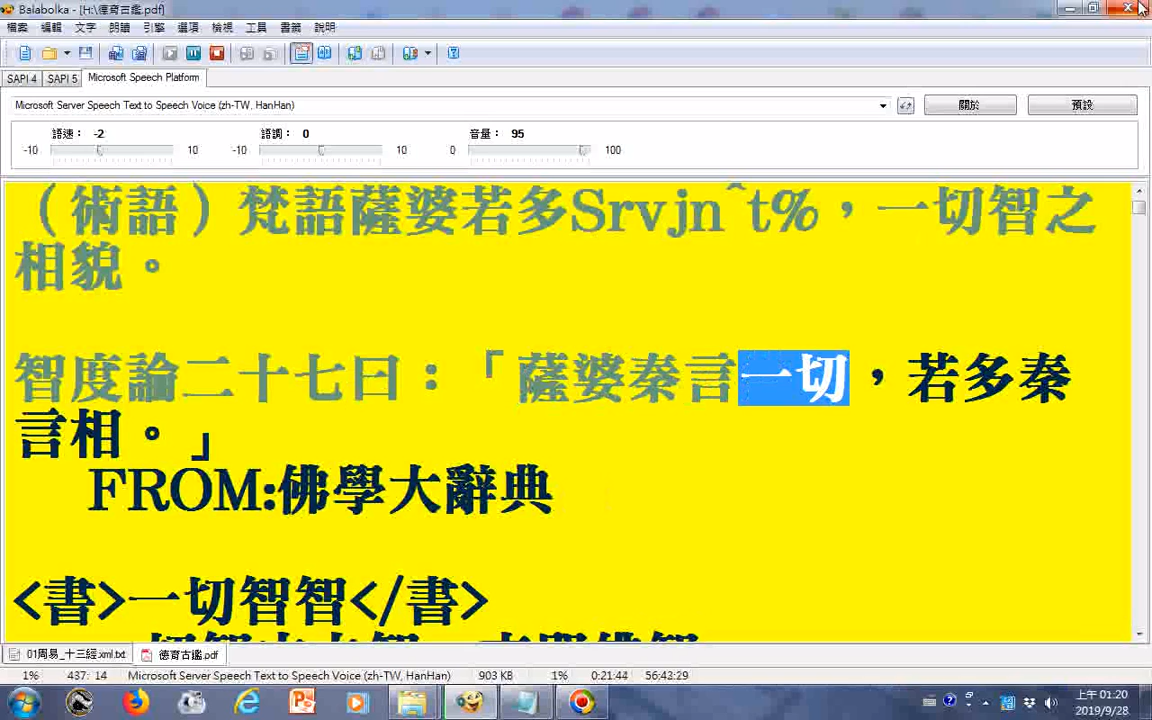 Balabolka - [H:\德育古鑑.pdf]
檔案 編輯 文字 朗讀 引擎 選項 檢視 工具 書籤 說明
SAPI 4 SAPI 5 Microsoft Speech Platform
Microsoft Server Speech Text to Speech Voice (zh-TW, HanHan) 關於 預設
語速： -2 語調： 0 音量： 95
-10 10 -10 10 0 100
（術語）梵語薩婆若多Srvjn^t%，一切智之
相貌。
智度論二十七曰：「薩婆秦言一切，若多秦
言相。」
FROM:佛學大辭典
<書>一切智智</書>
01周易_十三經.xml.txt 德育古鑑.pdf
1% 437: 14 Microsoft Server Speech Text to Speech Voice (zh-TW, HanHan) 903 KB 1% 0:21:44 56:42:29
上午 01:20
2019/9/28